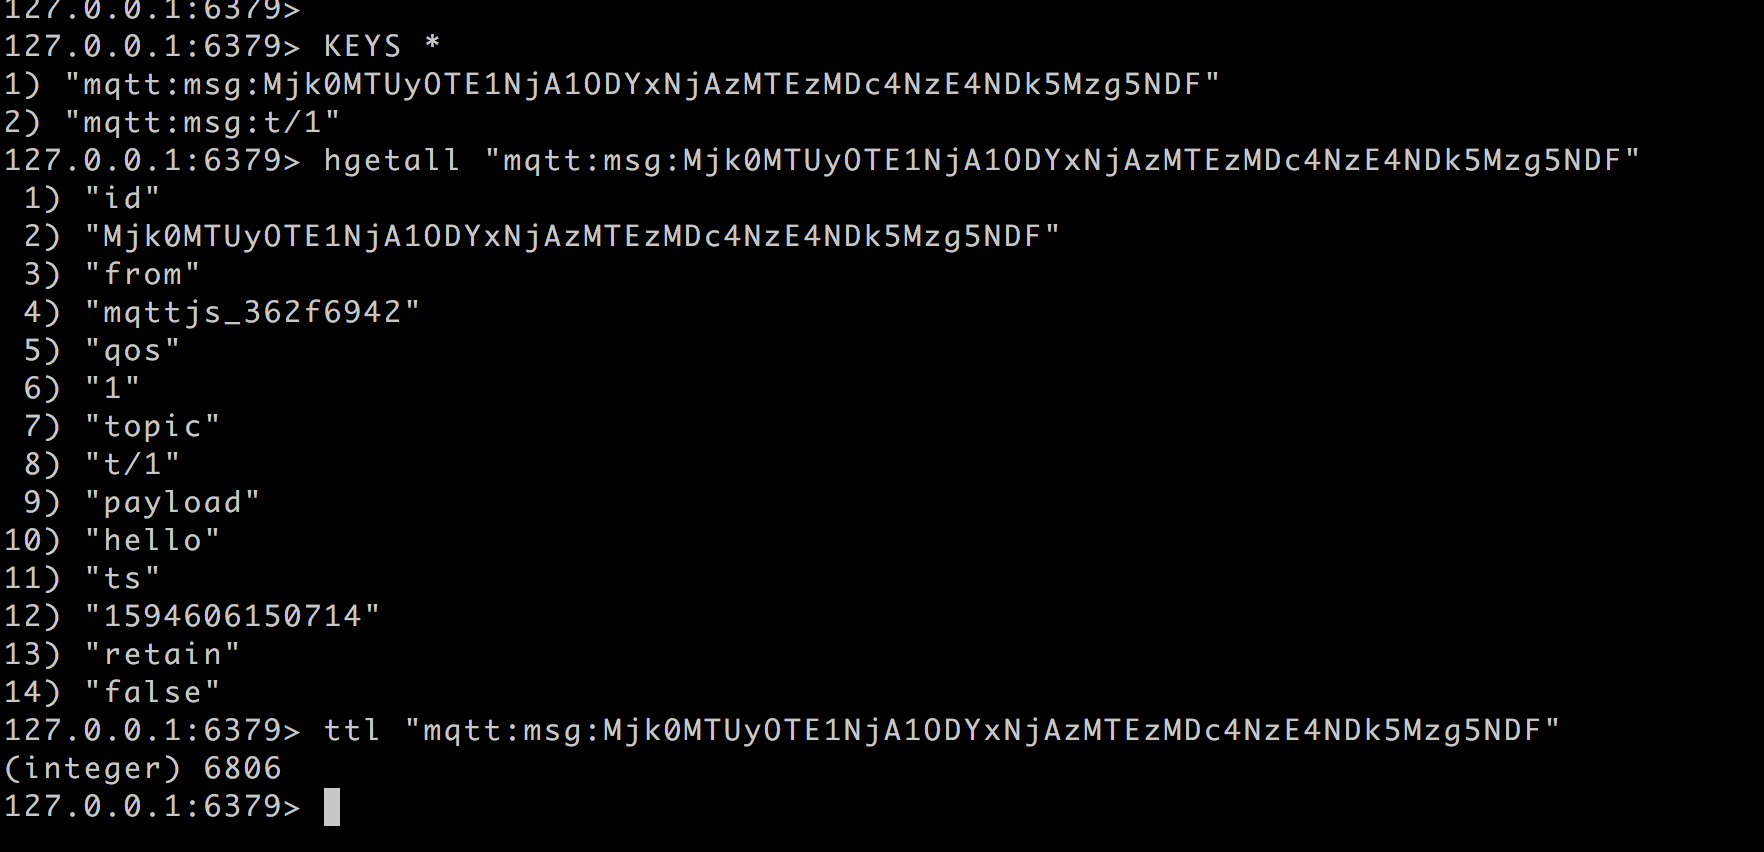 127.0.0.1:6379>
127.0.0.1:6379> KEYS *
1) "mqtt:msg:Mjk0MTUyOTE1NjA1ODYxNjAzMTEzMDc4NzE4NDk5Mzg5NDF"
2) "mqtt:msg:t/1"
127.0.0.1:6379> hgetall "mqtt:msg:Mjk0MTUyOTE1NjA1ODYxNjAzMTEzMDc4NzE4NDk5Mzg5NDF"
1) "id"
2) "Mjk0MTUyOTE1NjA1ODYxNjAzMTEzMDc4NzE4NDk5Mzg5NDF"
3) "from"
4) "mqttjs_362f6942"
5) "qos"
6) "1"
7) "topic"
8) "t/1"
9) "payload"
10) "hello"
11) "ts"
12) "1594606150714"
13) "retain"
14) "false"
127.0.0.1:6379> ttl "mqtt:msg:Mjk0MTUyOTE1NjA1ODYxNjAzMTEzMDc4NzE4NDk5Mzg5NDF"
(integer) 6806
127.0.0.1:6379>